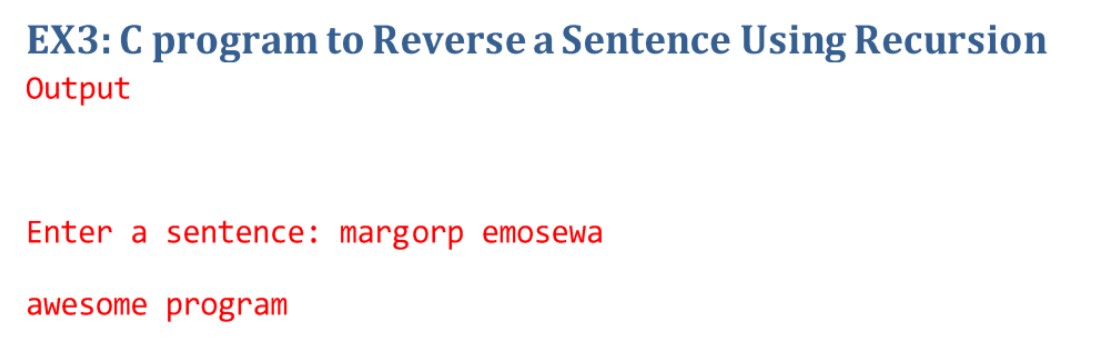 EX3: C program to Reverse a Sentence Using Recursion
Output
Enter a sentence: margorp emosewa
awesome program